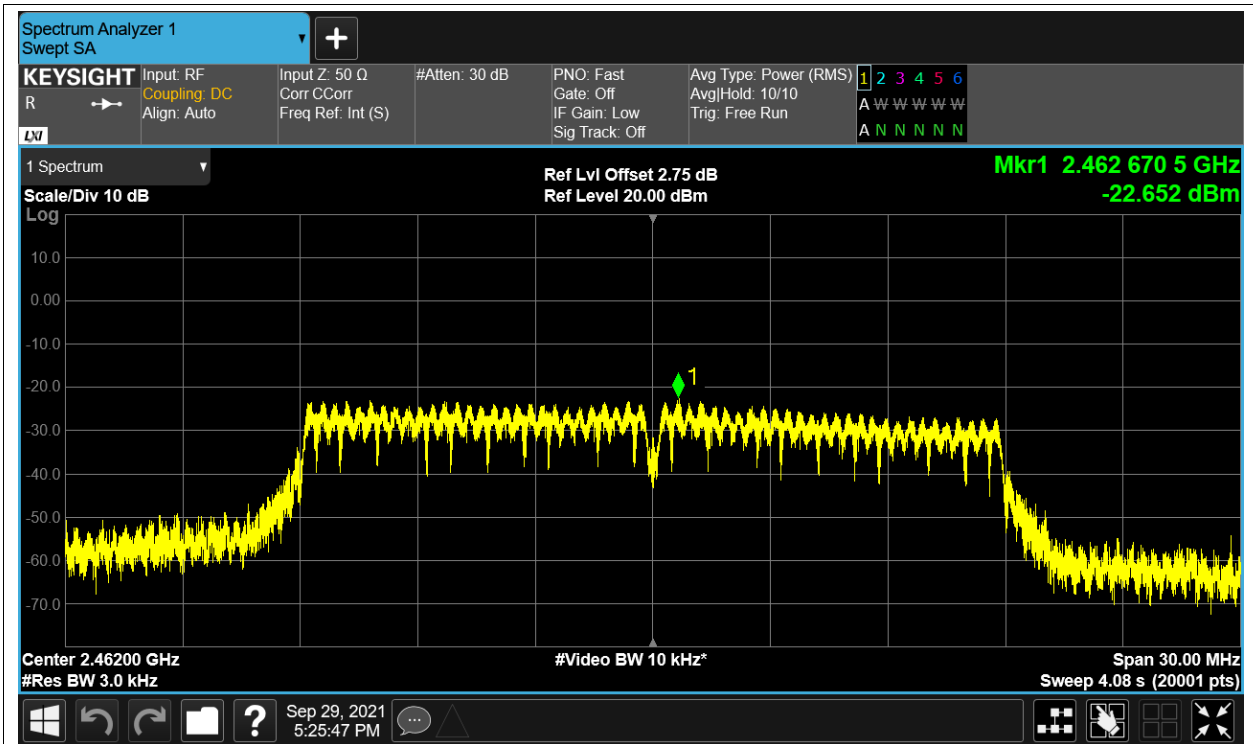 Spectrum Analyzer 1
Swept SA
KEYSIGHT
R
LXI
Input: RF
Coupling: DC
Align: Auto
Input Z: 50 Ω
Corr CCorr
Freq Ref: Int (S)
#Atten: 30 dB
PNO: Fast
Gate: Off
IF Gain: Low
Sig Track: Off
Avg Type: Power (RMS)
Avg|Hold: 10/10
Trig: Free Run
1 2 3 4 5 6
A W W W W W
A N N N N N
1 Spectrum
Scale/Div 10 dB
Log
Ref Lvl Offset 2.75 dB
Ref Level 20.00 dBm
Mkr1 2.462 670 5 GHz
-22.652 dBm
10.0
0.00
-10.0
-20.0
-30.0
-40.0
-50.0
-60.0
-70.0
1
Center 2.46200 GHz
#Res BW 3.0 kHz
#Video BW 10 kHz*
Span 30.00 MHz
Sweep 4.08 s (20001 pts)
?
Sep 29, 2021
5:25:47 PM